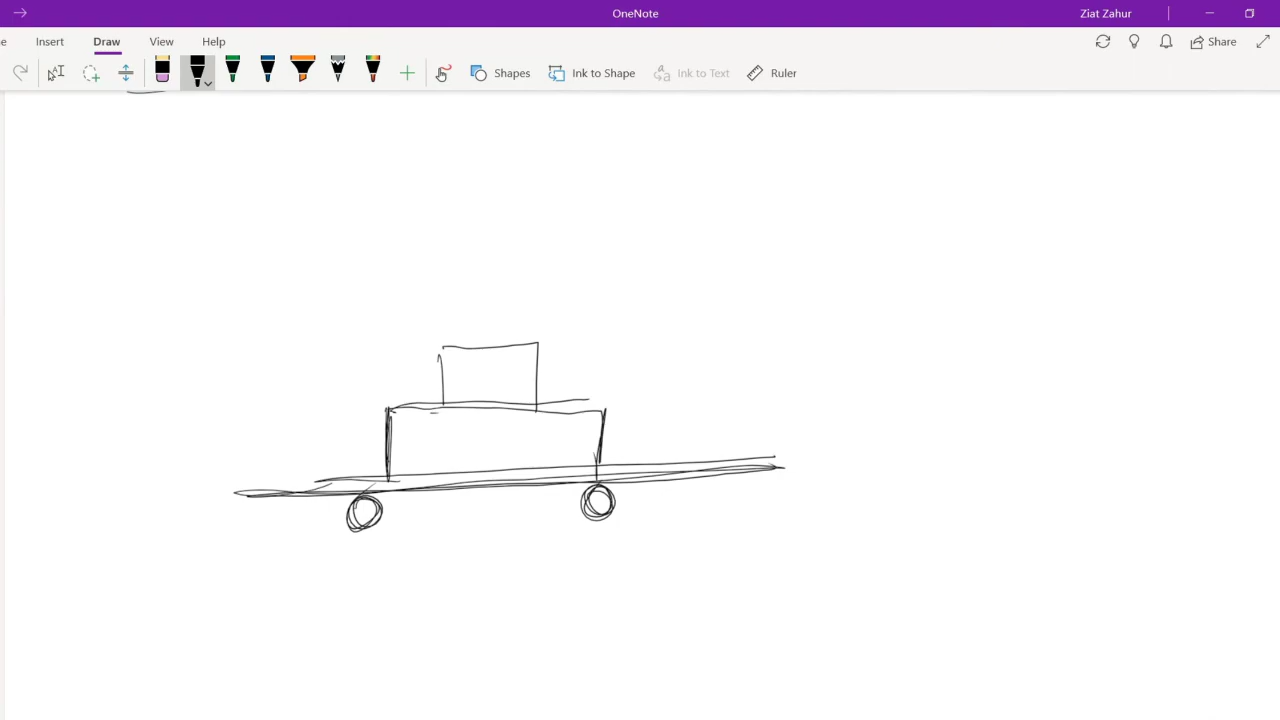 OneNote
Ziat Zahur
Insert
Draw
View
Help
Share
Shapes
Ink to Shape
Ink to Text
Ruler